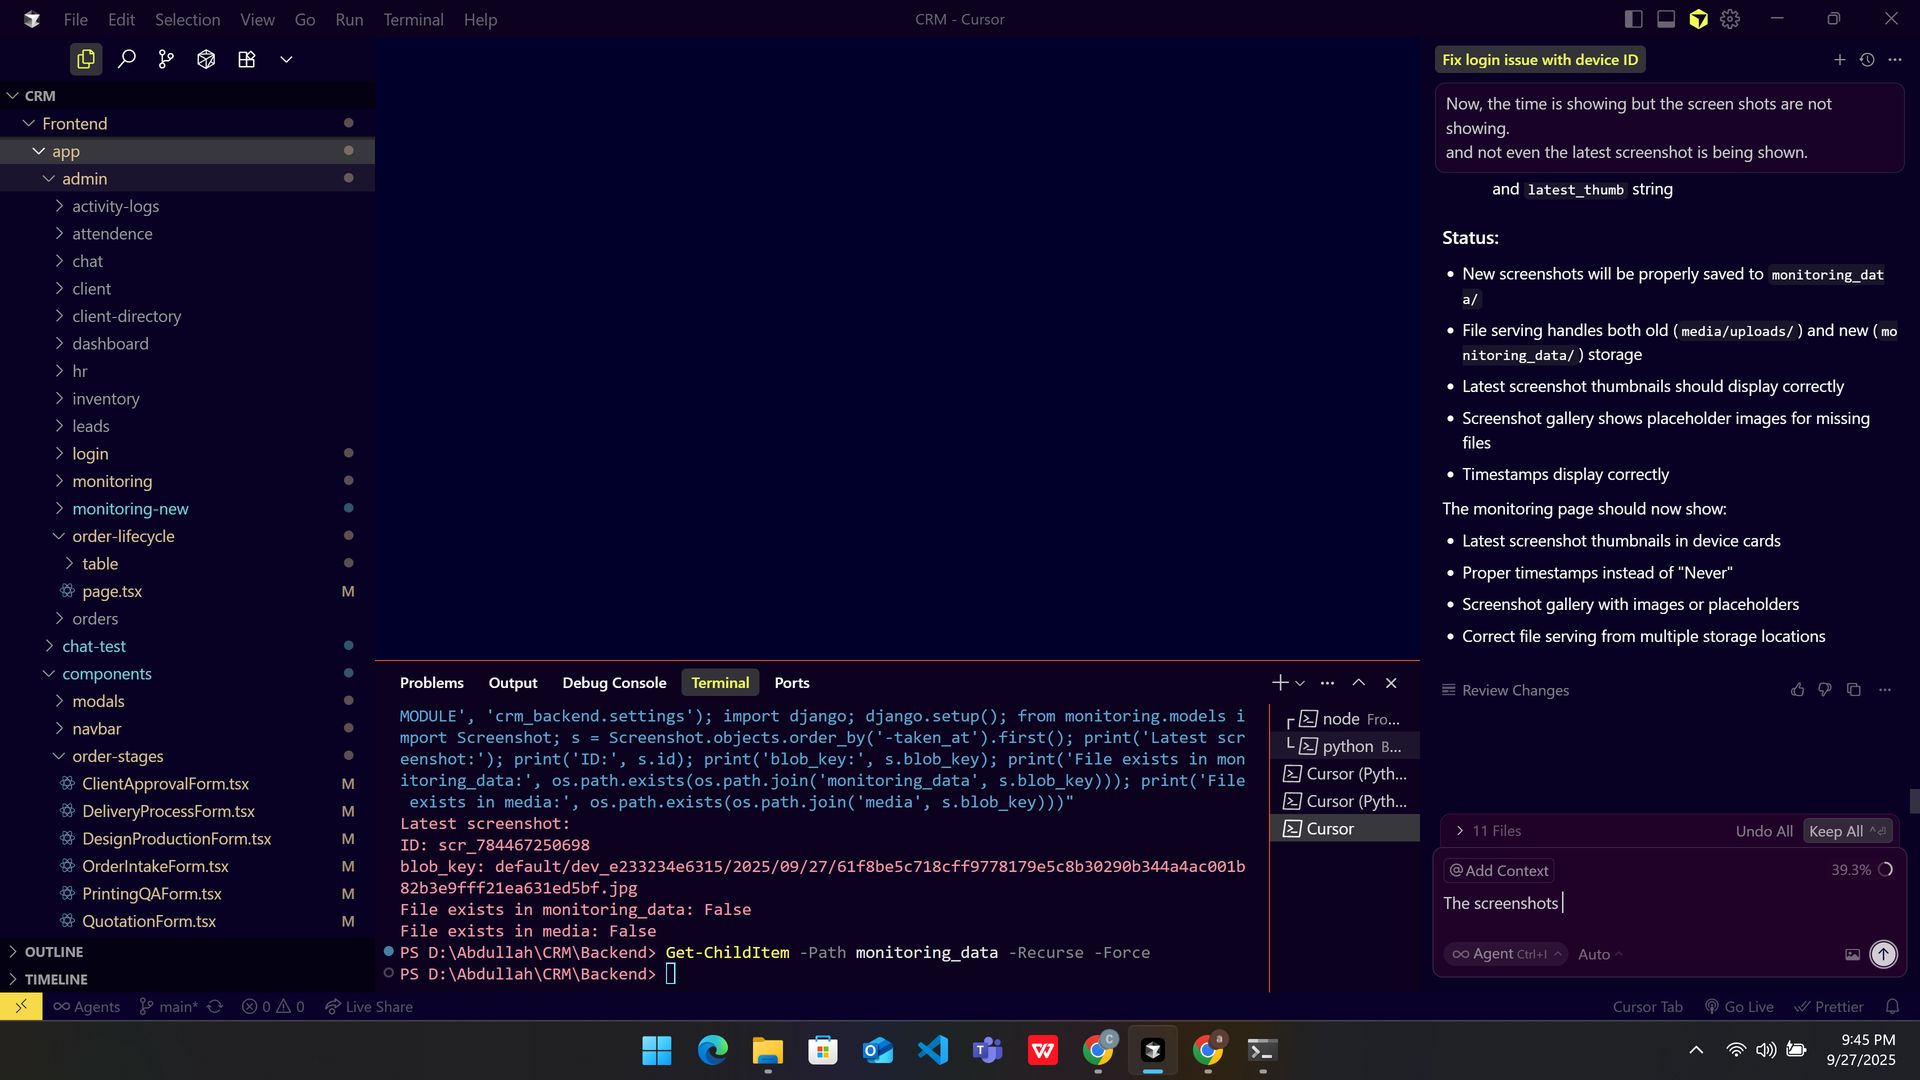 File Edit Selection View Go Run Terminal Help
CRM - Cursor
CRM
Frontend
app
admin
activity-logs
attendence
chat
client
client-directory
dashboard
hr
inventory
leads
login
monitoring
monitoring-new
order-lifecycle
table
page.tsx M
orders
chat-test
components
modals
navbar
order-stages
ClientApprovalForm.tsx M
DeliveryProcessForm.tsx M
DesignProductionForm.tsx M
OrderIntakeForm.tsx M
PrintingQAForm.tsx M
QuotationForm.tsx M
OUTLINE
TIMELINE
Problems Output Debug Console Terminal Ports
MODULE', 'crm_backend.settings'); import django; django.setup(); from monitoring.models i
mport Screenshot; s = Screenshot.objects.order_by('-taken_at').first(); print('Latest scr
eenshot:'); print('ID:', s.id); print('blob_key:', s.blob_key); print('File exists in mon
itoring_data:', os.path.exists(os.path.join('monitoring_data', s.blob_key))); print('File
exists in media:', os.path.exists(os.path.join('media', s.blob_key)))"
Latest screenshot:
ID: scr_784467250698
blob_key: default/dev_e233234e6315/2025/09/27/61f8be5c718cff9778179e5c8b30290b344a4ac001b
82b3e9fff21ea631ed5bf.jpg
File exists in monitoring_data: False
File exists in media: False
PS D:\Abdullah\CRM\Backend> Get-ChildItem -Path monitoring_data -Recurse -Force
PS D:\Abdullah\CRM\Backend>
node Fro...
python B...
Cursor (Pyth...
Cursor (Pyth...
Cursor
Fix login issue with device ID
Now, the time is showing but the screen shots are not
showing.
and not even the latest screenshot is being shown.
and latest_thumb string
Status:
• New screenshots will be properly saved to monitoring_dat
a/
• File serving handles both old (media/uploads/) and new (mo
nitoring_data/) storage
• Latest screenshot thumbnails should display correctly
• Screenshot gallery shows placeholder images for missing
files
• Timestamps display correctly
The monitoring page should now show:
• Latest screenshot thumbnails in device cards
• Proper timestamps instead of "Never"
• Screenshot gallery with images or placeholders
• Correct file serving from multiple storage locations
Review Changes
11 Files Undo All Keep All
@Add Context 39.3%
The screenshots
Agent Ctrl+I Auto
Agents main* 0 0 Live Share
Cursor Tab Go Live Prettier
9:45 PM
9/27/2025